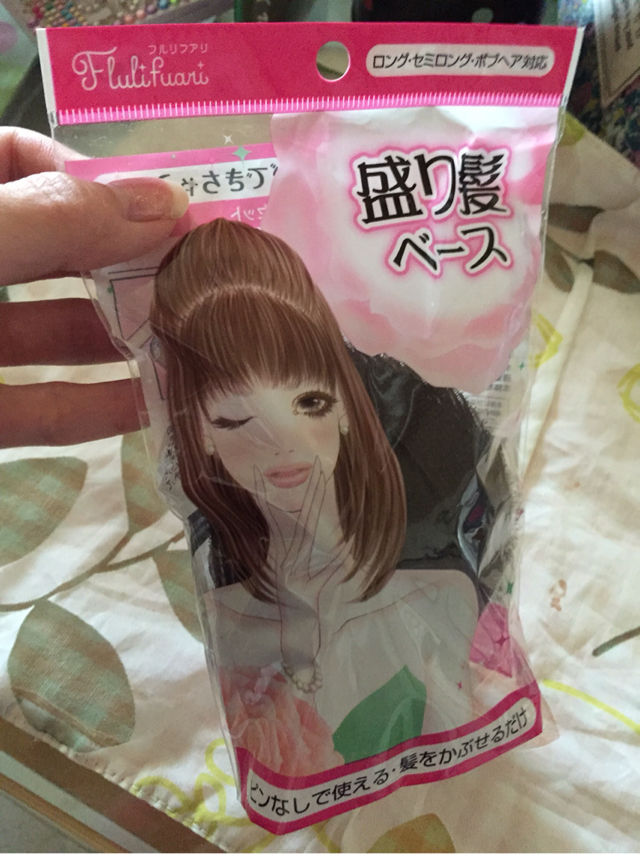 フルリフアリ
Flulifuari
ロング・セミロング・ボブヘア対応
盛り髪
ベース
ピンなしで使える・髪をかぶせるだけ